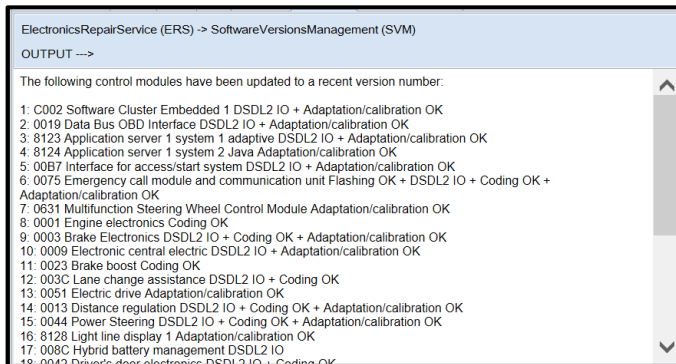 ElectronicsRepairService (ERS) -> SoftwareVersionsManagement (SVM)
OUTPUT --->
The following control modules have been updated to a recent version number:
1: C002 Software Cluster Embedded 1 DSDL2 IO + Adaptation/calibration OK
2: 0019 Data Bus OBD Interface DSDL2 IO + Adaptation/calibration OK
3: 8123 Application server 1 system 1 adaptive DSDL2 IO + Adaptation/calibration OK
4: 8124 Application server 1 system 2 Java Adaptation/calibration OK
5: 00B7 Interface for access/start system DSDL2 IO + Adaptation/calibration OK
6: 0075 Emergency call module and communication unit Flashing OK + DSDL2 IO + Coding OK +
Adaptation/calibration OK
7: 0631 Multifunction Steering Wheel Control Module Adaptation/calibration OK
8: 0001 Engine electronics Coding OK
9: 0003 Brake Electronics DSDL2 IO + Coding OK + Adaptation/calibration OK
10: 0009 Electronic central electric DSDL2 IO + Adaptation/calibration OK
11: 0023 Brake boost Coding OK
12: 003C Lane change assistance DSDL2 IO + Coding OK
13: 0051 Electric drive Adaptation/calibration OK
14: 0013 Distance regulation DSDL2 IO + Coding OK + Adaptation/calibration OK
15: 0044 Power Steering DSDL2 IO + Coding OK + Adaptation/calibration OK
16: 8128 Light line display 1 Adaptation/calibration OK
17: 008C Hybrid battery management DSDL2 IO
18: 0042 Driver's door electronics DSDL2 IO + Coding OK